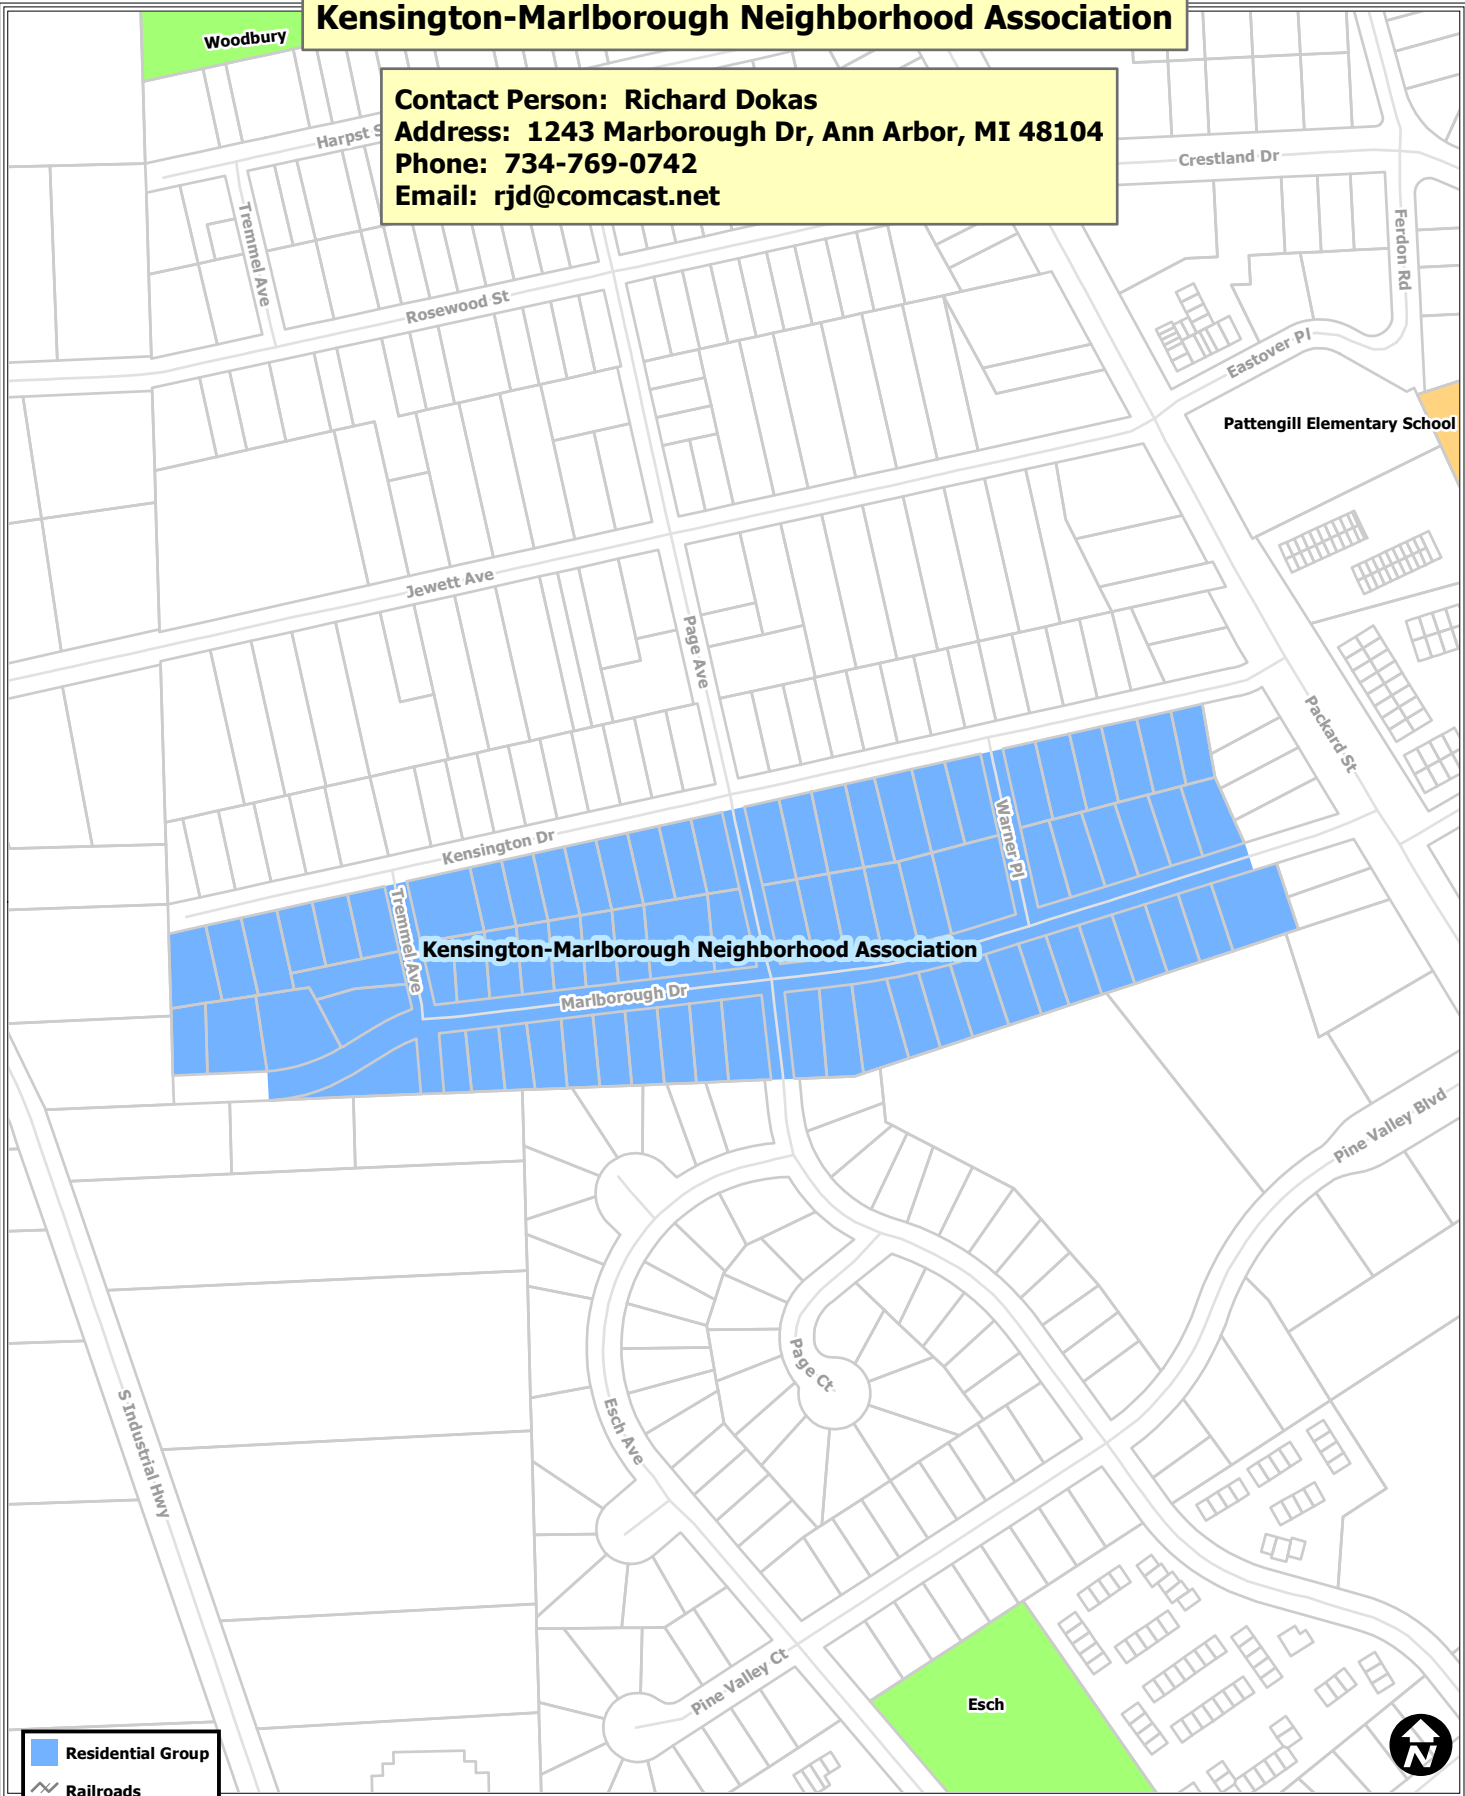 Kensington-Marlborough Neighborhood Association
Woodbury
Contact Person: Richard Dokas
Address: 1243 Marborough Dr, Ann Arbor, MI 48104
Phone: 734-769-0742
Email: rjd@comcast.net
Harpst S
Crestland Dr
Tremmel Ave
Ferdon Rd
Rosewood St
Eastover Pl
Pattengill Elementary School
Jewett Ave
Page Ave
Packard St
Kensington Dr
Warner Pl
Tremmel Ave
Kensington-Marlborough Neighborhood Association
Marlborough Dr
Pine Valley Blvd
Page Ct
S Industrial Hwy
Esch Ave
Pine Valley Ct
Esch
Residential Group
Railroads
N